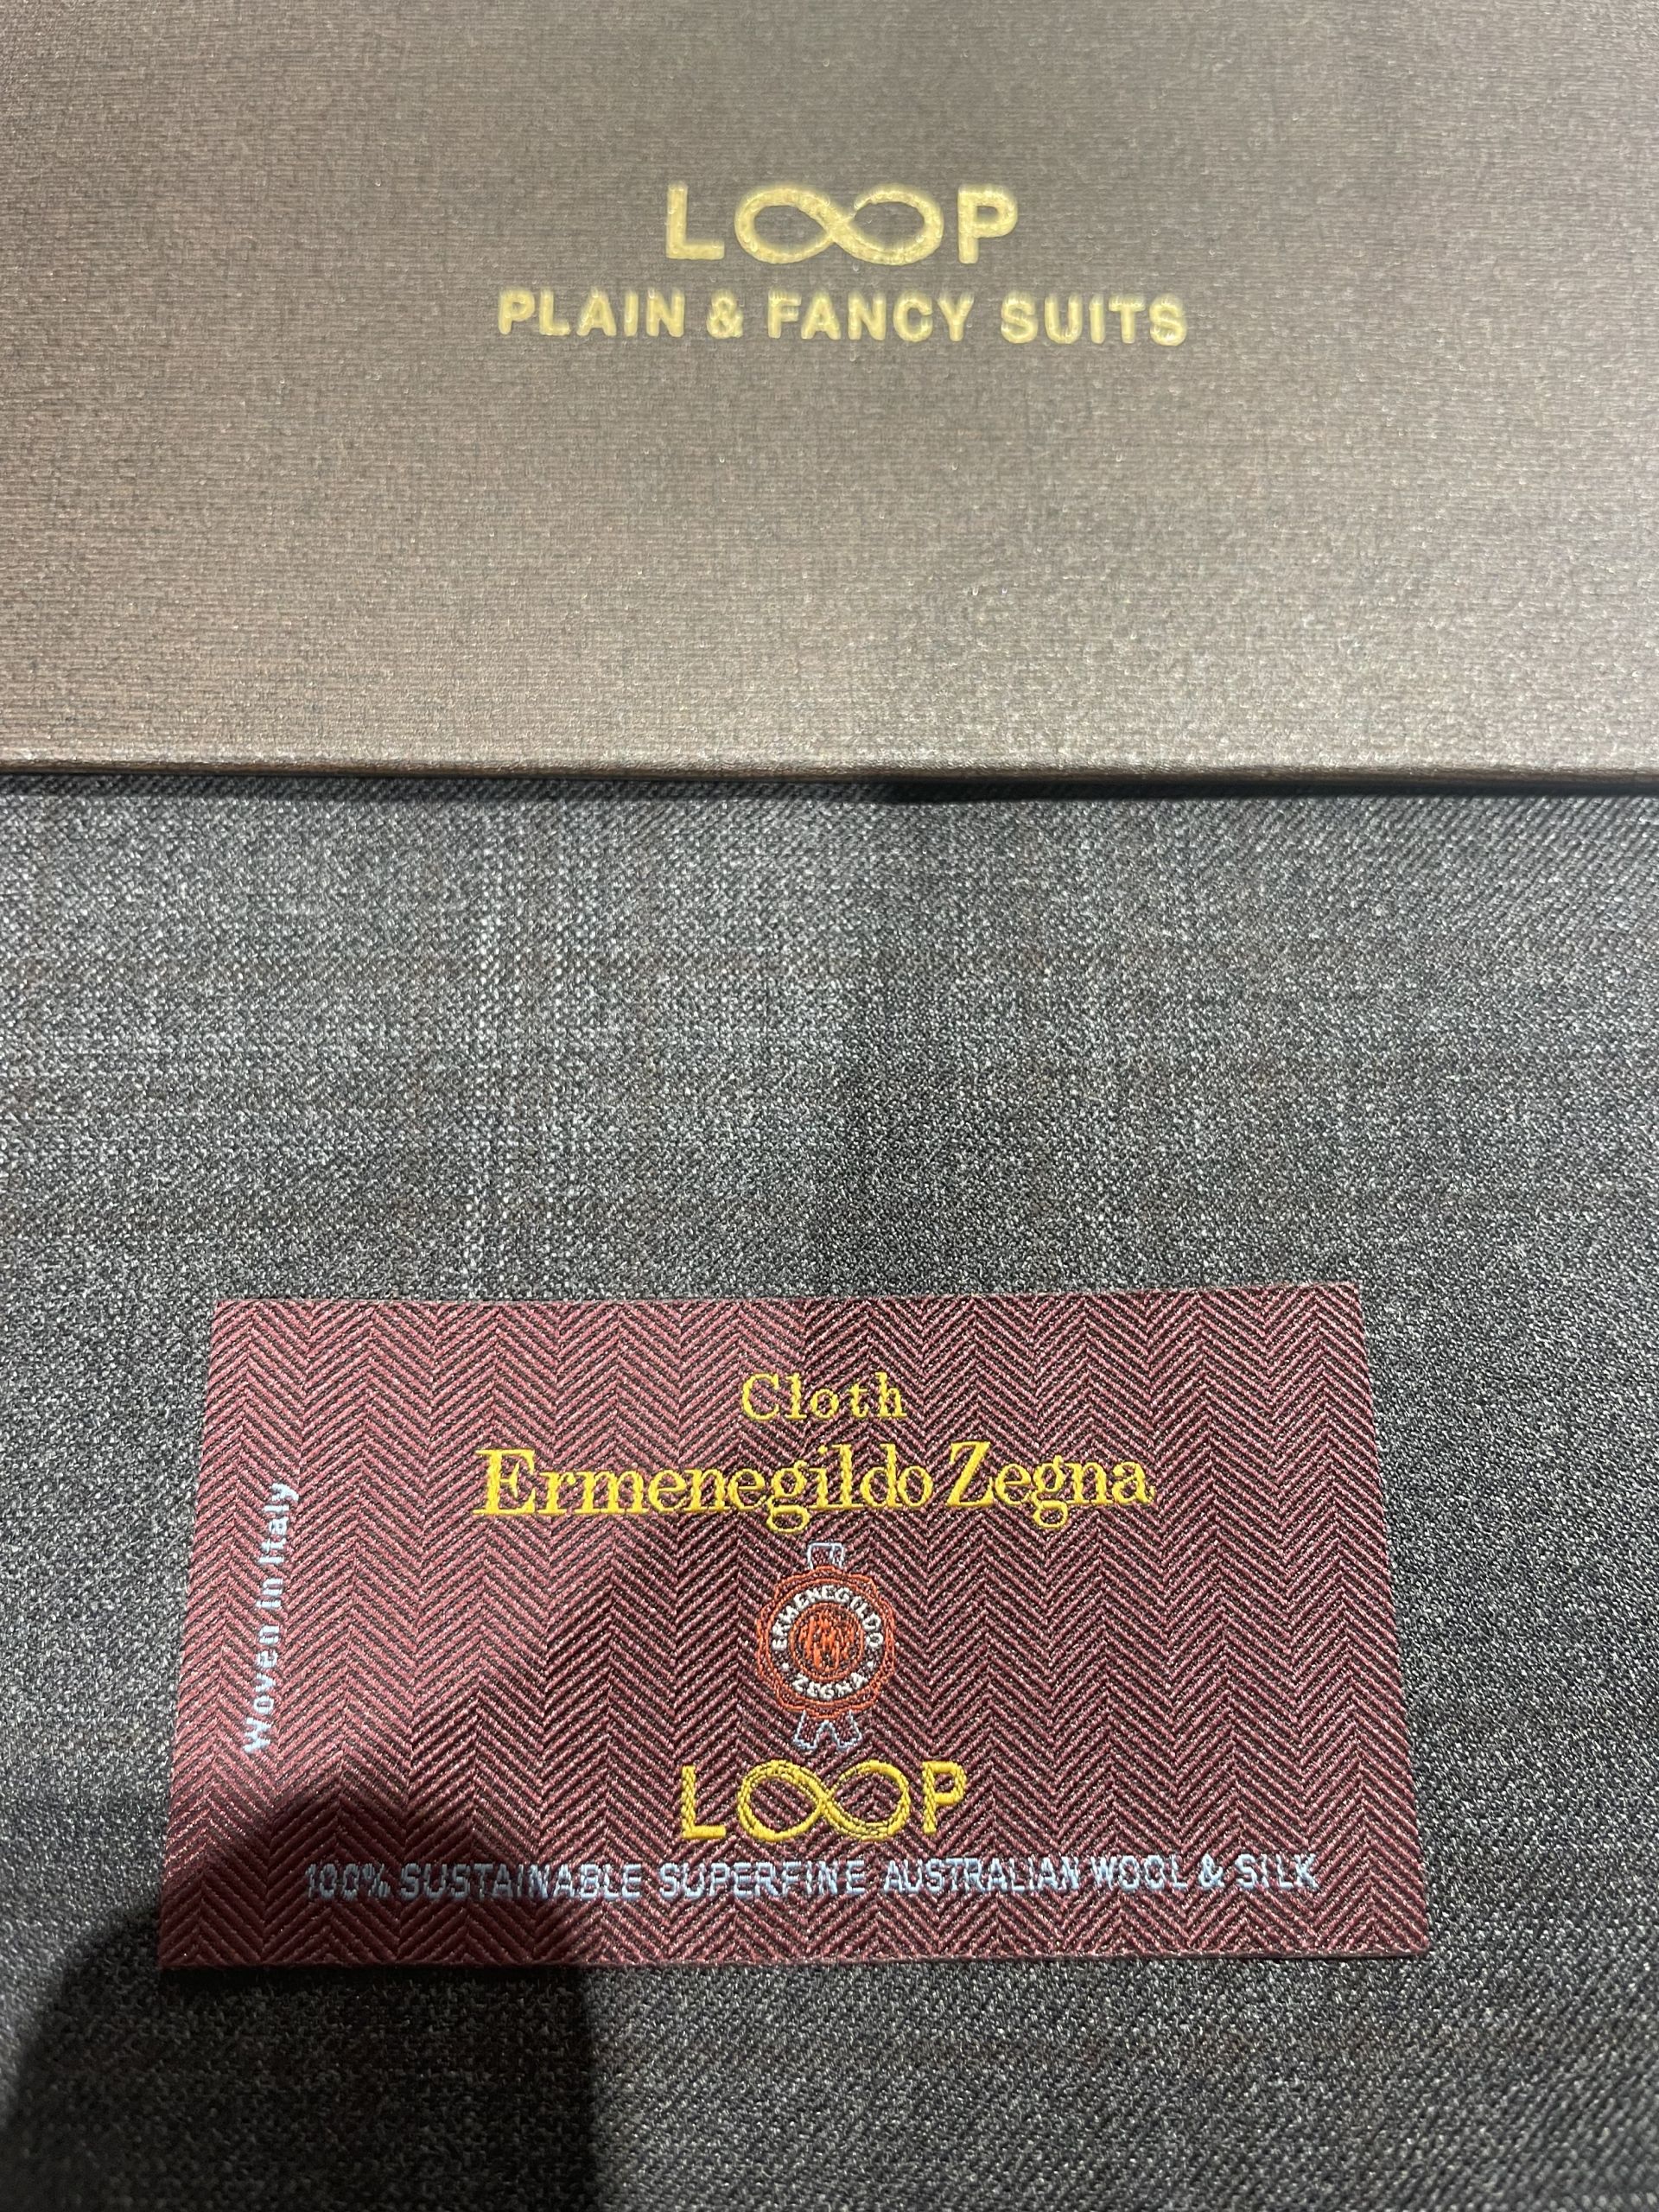 LOOP
PLAIN & FANCY SUITS
Cloth
Ermenegildo Zegna
Woven in Italy
ERMENEGILDO
ZEGNA
LOOP
100% SUSTAINABLE SUPERFINE AUSTRALIAN WOOL & SILK